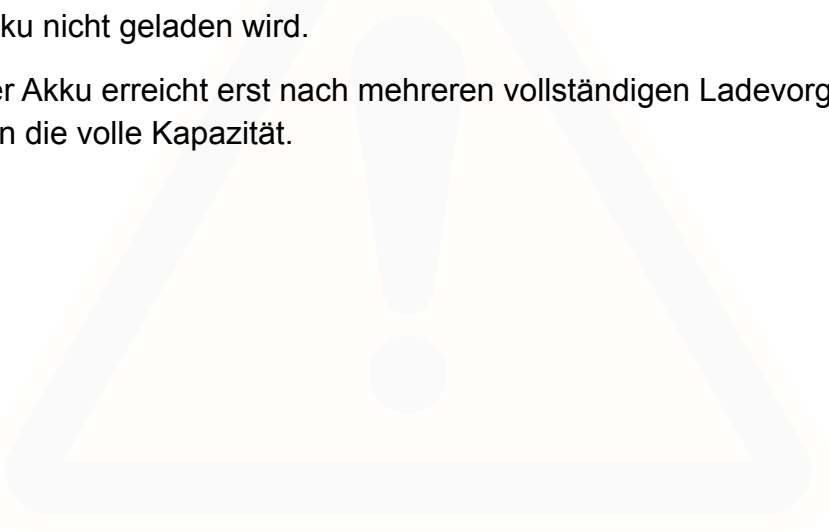 ku nicht geladen wird.
er Akku erreicht erst nach mehreren vollständigen Ladevorg
n die volle Kapazität.